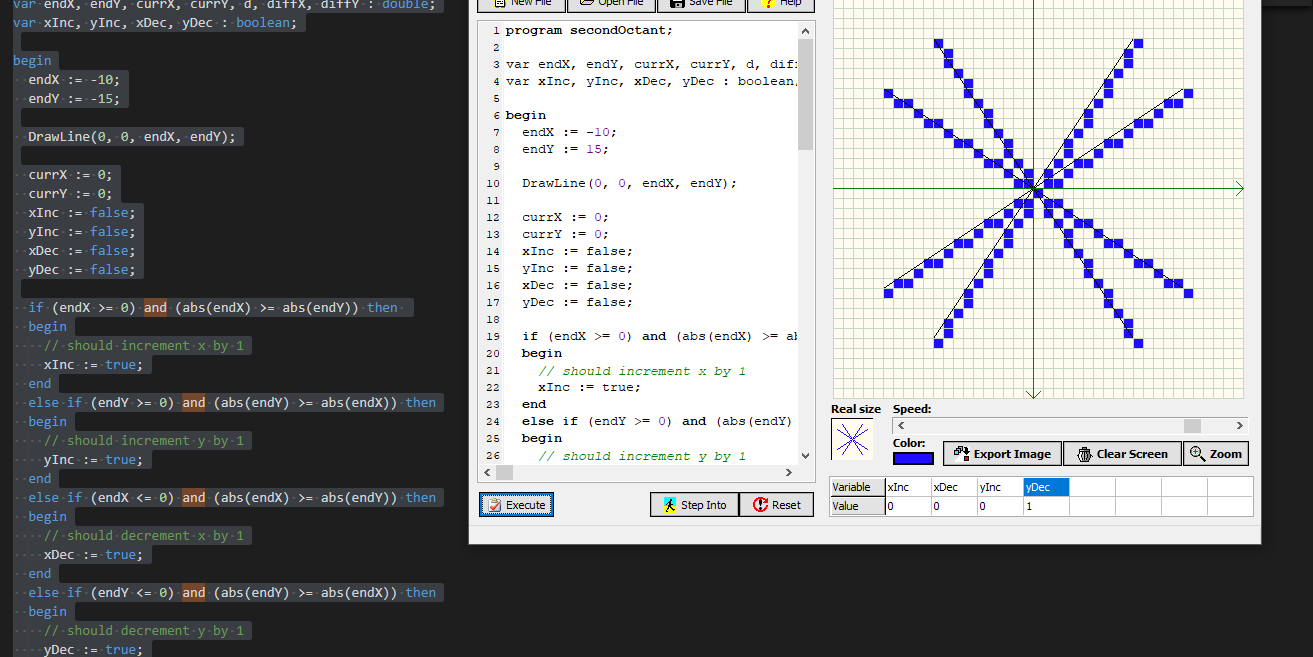 var endX, endY, currX, currY, d, diffX, diffY : double;
var xInc, yInc, xDec, yDec : boolean;
begin
endX := -10;
endY := -15;
DrawLine(0, 0, endX, endY);
currX := 0;
currY := 0;
xInc := false;
yInc := false;
xDec := false;
yDec := false;
if (endX >= 0) and (abs(endX) >= abs(endY)) then
begin
// should increment x by 1
xInc := true;
end
else if (endY >= 0) and (abs(endY) >= abs(endX)) then
begin
// should increment y by 1
yInc := true;
end
else if (endX <= 0) and (abs(endX) >= abs(endY)) then
begin
// should decrement x by 1
xDec := true;
end
else if (endY <= 0) and (abs(endY) >= abs(endX)) then
begin
// should decrement y by 1
yDec := true;
New File Open File Save File Help
1 program secondOctant;
2
3 var endX, endY, currX, currY, d, diff
4 var xInc, yInc, xDec, yDec : boolean
5
6 begin
7 endX := -10;
8 endY := 15;
9
10 DrawLine(0, 0, endX, endY);
11
12 currX := 0;
13 currY := 0;
14 xInc := false;
15 yInc := false;
16 xDec := false;
17 yDec := false;
18
19 if (endX >= 0) and (abs(endX) >= ab
20 begin
21 // should increment x by 1
22 xInc := true;
23 end
24 else if (endY >= 0) and (abs(endY)
25 begin
26 // should increment y by 1
Execute Step Into Reset
Real size Speed:
Color:
Export Image Clear Screen Zoom
Variable xInc xDec yInc yDec
Value 0 0 0 1